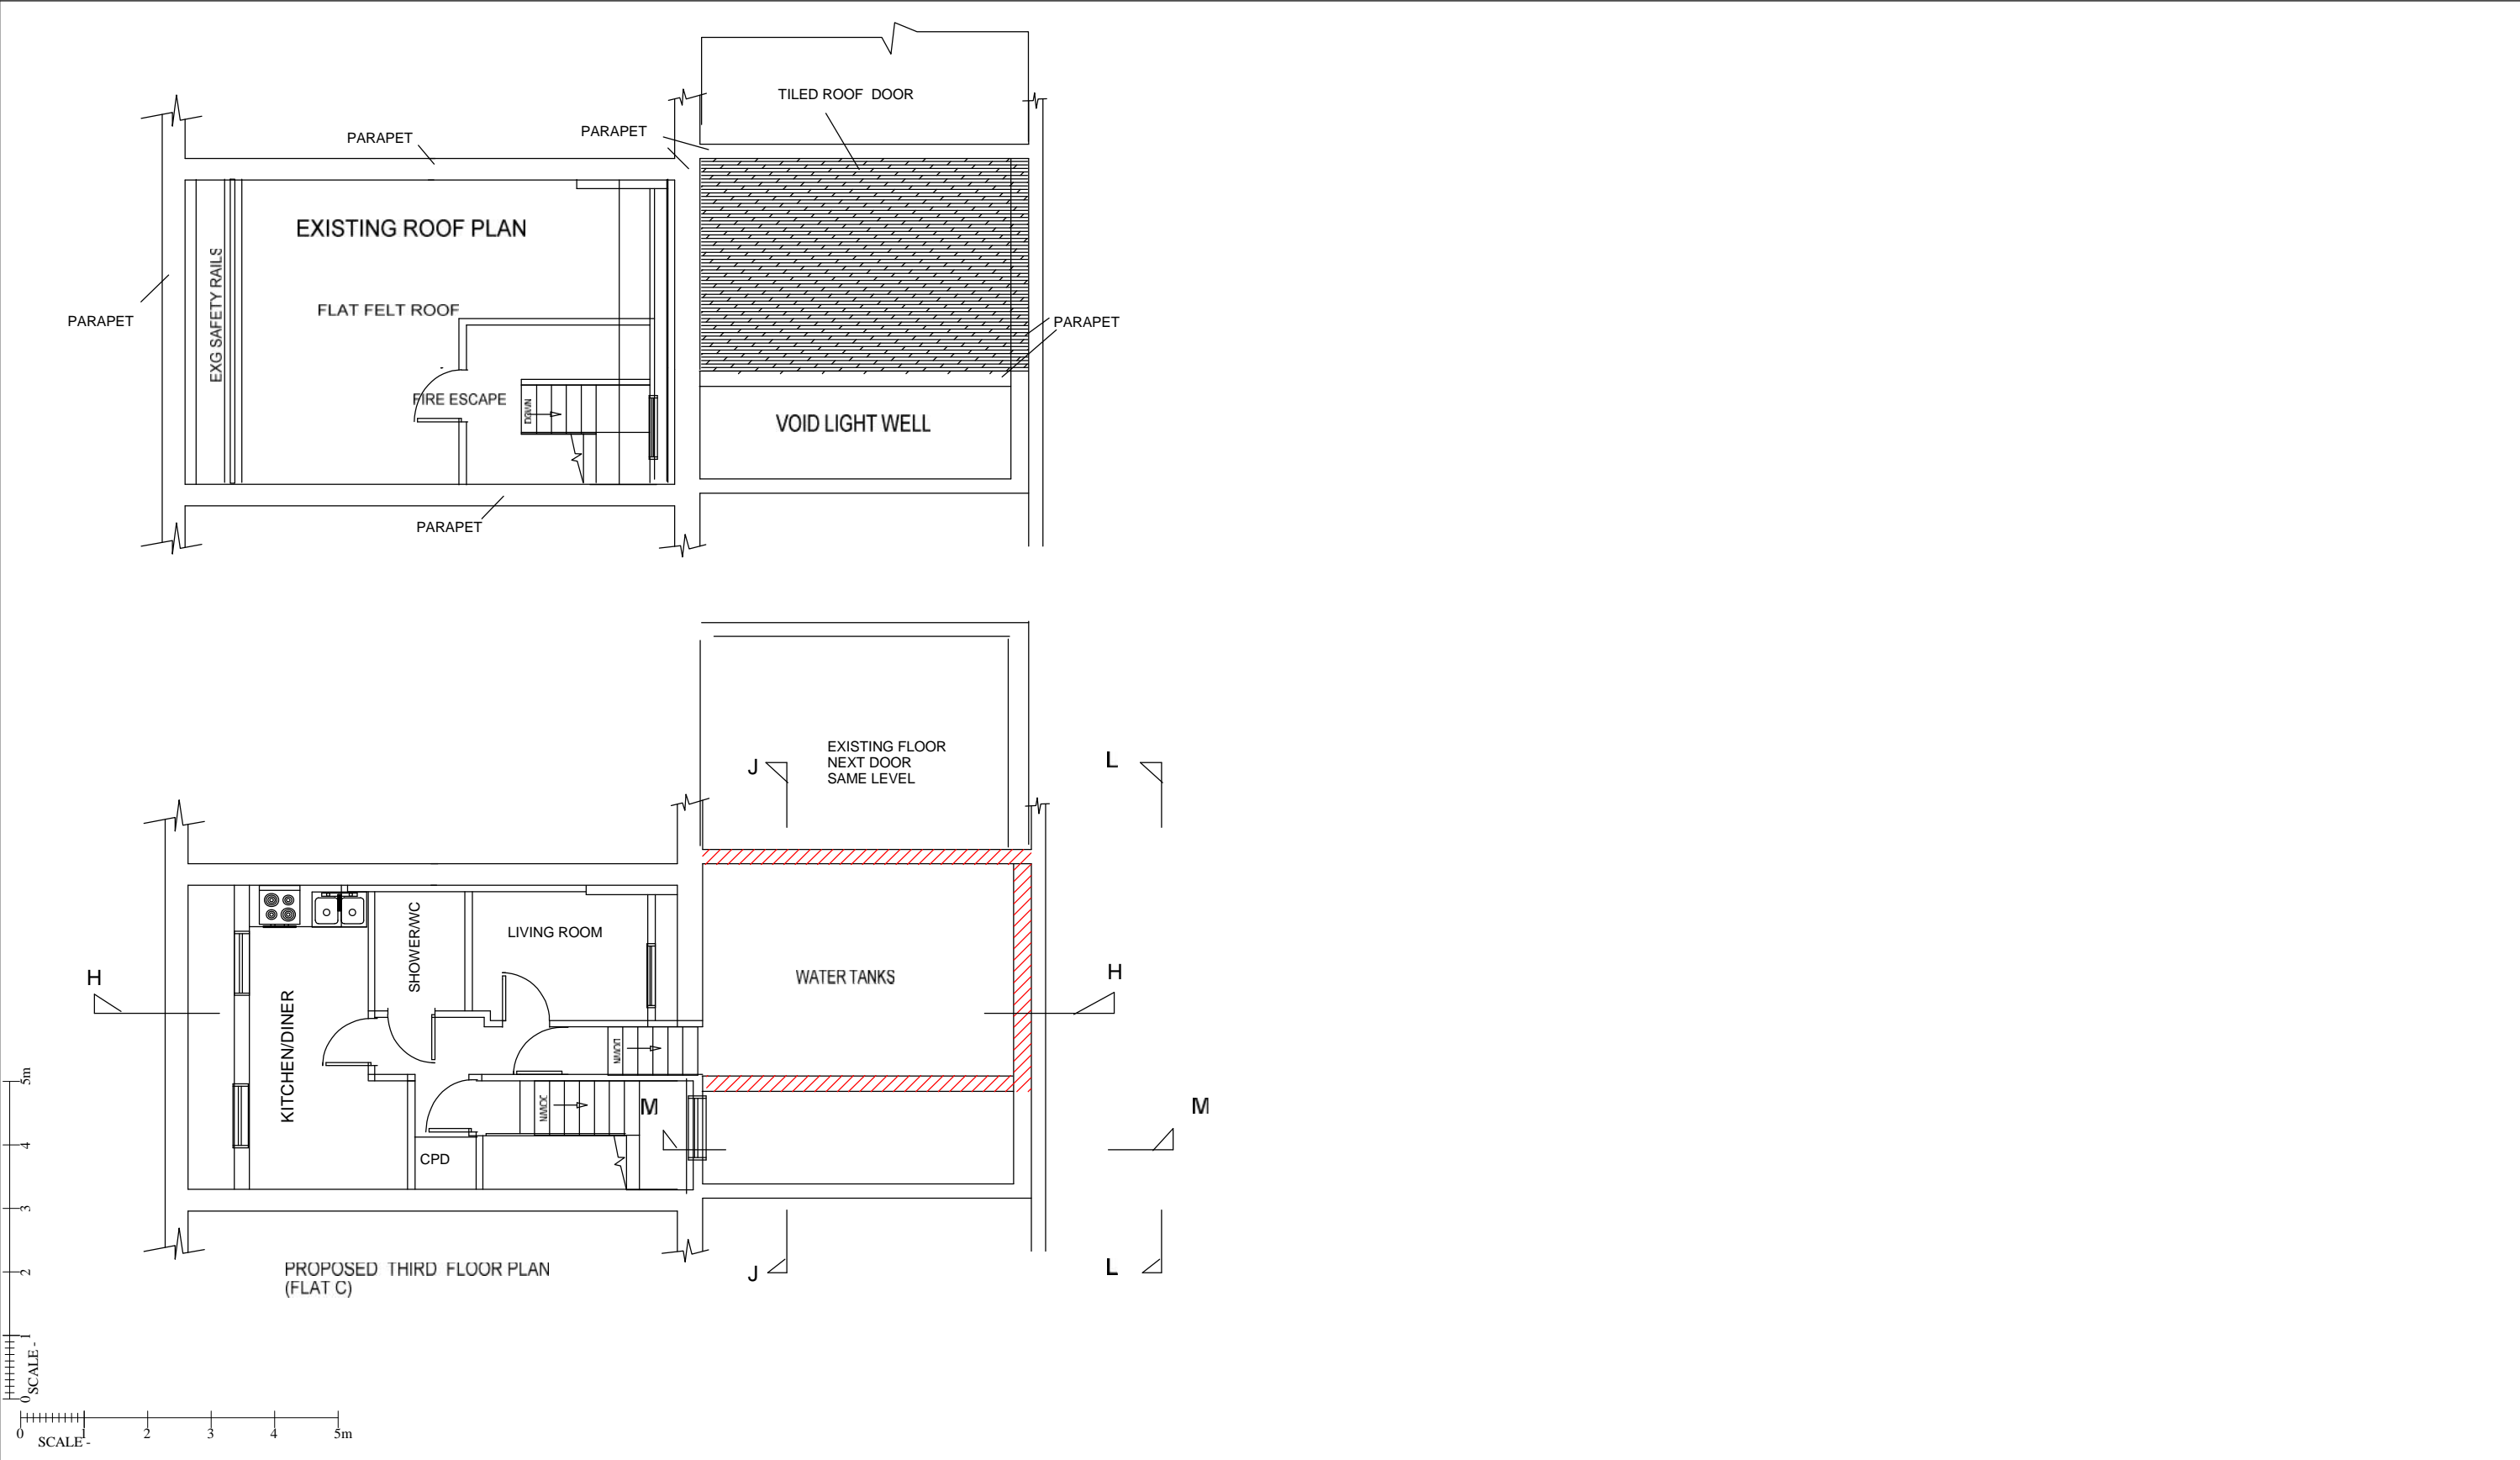 TILED ROOF  DOOR
PARAPET
PARAPET
EXISTING ROOF PLAN
EXG SAFETY RAILS
FLAT FELT ROOF
PARAPET
PARAPET
FIRE ESCAPE
DOWN
VOID LIGHT WELL
PARAPET
EXISTING FLOOR
NEXT DOOR
SAME LEVEL
J
L
SHOWER/WC
LIVING ROOM
H
WATER TANKS
H
KITCHEN/DINER
DOWN
DOWN
M
M
CPD
PROPOSED  THIRD  FLOOR PLAN
(FLAT C)
J
L
5m
4
3
2
1
0
SCALE -
0
1
2
3
4
5m
SCALE -